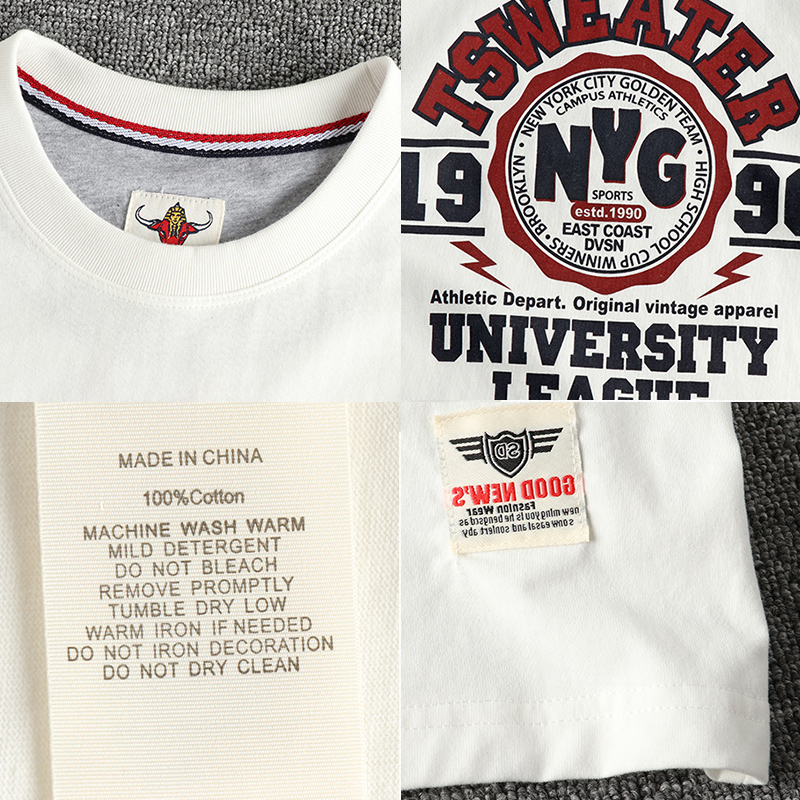 TSWEATER
NEW YORK CITY GOLDEN TEAM · HIGH SCHOOL CUP WINNERS · BROOKLYN ·
CAMPUS ATHLETICS
NYG
SPORTS
estd.1990
EAST COAST
DVSN
19 90
Athletic Depart. Original vintage apparel
UNIVERSITY
LEAGUE
MADE IN CHINA
100%Cotton
MACHINE WASH WARM
MILD DETERGENT
DO NOT BLEACH
REMOVE PROMPTLY
TUMBLE DRY LOW
WARM IRON IF NEEDED
DO NOT IRON DECORATION
DO NOT DRY CLEAN
SD
GOOD NEW'S
Fasnion Wear